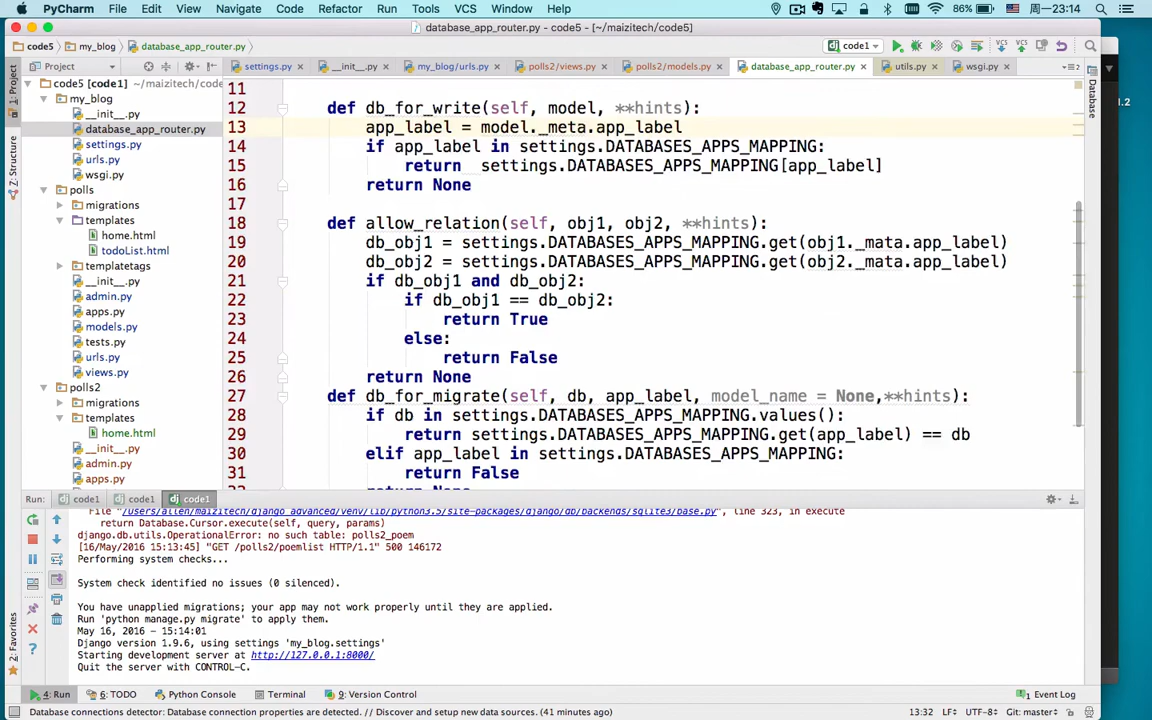 PyCharm File Edit View Navigate Code Refactor Run Tools VCS Window Help 86% 周一23:14
database_app_router.py - code5 - [~/maizitech/code5]
code5 my_blog database_app_router.py code1
Project settings.py __init__.py my_blog/urls.py polls2/views.py polls2/models.py database_app_router.py utils.py wsgi.py
code5 [code1] ~/maizitech/code
my_blog
__init__.py
database_app_router.py
settings.py
urls.py
wsgi.py
polls
migrations
templates
home.html
todoList.html
templatetags
__init__.py
admin.py
apps.py
models.py
tests.py
urls.py
views.py
polls2
migrations
templates
home.html
__init__.py
admin.py
apps.py
1: Project
7: Structure
2: Favorites
Database
1.2
11
12 def db_for_write(self, model, **hints):
13 app_label = model._meta.app_label
14 if app_label in settings.DATABASES_APPS_MAPPING:
15 return settings.DATABASES_APPS_MAPPING[app_label]
16 return None
17
18 def allow_relation(self, obj1, obj2, **hints):
19 db_obj1 = settings.DATABASES_APPS_MAPPING.get(obj1._mata.app_label)
20 db_obj2 = settings.DATABASES_APPS_MAPPING.get(obj2._mata.app_label)
21 if db_obj1 and db_obj2:
22 if db_obj1 == db_obj2:
23 return True
24 else:
25 return False
26 return None
27 def db_for_migrate(self, db, app_label, model_name = None,**hints):
28 if db in settings.DATABASES_APPS_MAPPING.values():
29 return settings.DATABASES_APPS_MAPPING.get(app_label) == db
30 elif app_label in settings.DATABASES_APPS_MAPPING:
31 return False
Run: code1 code1 code1
File "/Users/allen/maizitech/django_advanced/venv/lib/python3.5/site-packages/django/db/backends/sqlite3/base.py", line 323, in execute
return Database.Cursor.execute(self, query, params)
django.db.utils.OperationalError: no such table: polls2_poem
[16/May/2016 15:13:45] "GET /polls2/poemlist HTTP/1.1" 500 146172
Performing system checks...
System check identified no issues (0 silenced).
You have unapplied migrations; your app may not work properly until they are applied.
Run 'python manage.py migrate' to apply them.
May 16, 2016 - 15:14:01
Django version 1.9.6, using settings 'my_blog.settings'
Starting development server at http://127.0.0.1:8000/
Quit the server with CONTROL-C.
4: Run 6: TODO Python Console Terminal 9: Version Control 1 Event Log
Database connections detector: Database connection properties are detected. // Discover and setup new data sources. (41 minutes ago) 13:32 LF UTF-8 Git: master